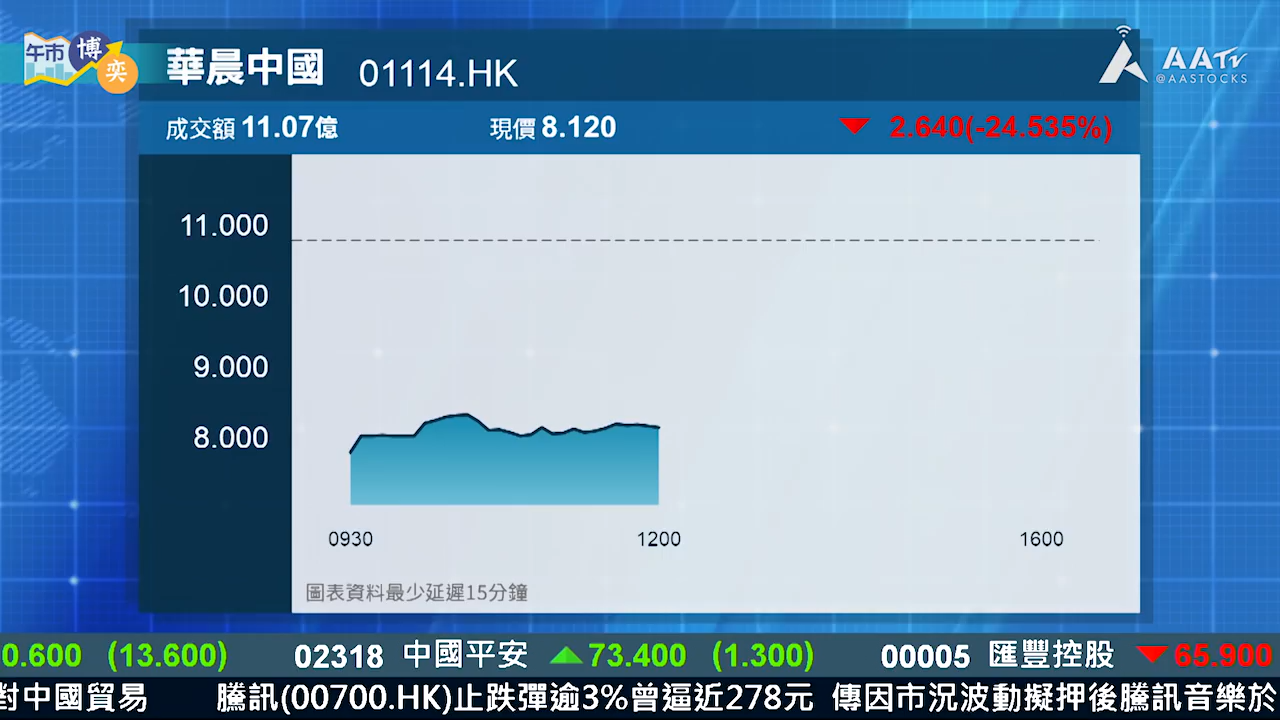 午市 博 奕
華晨中國 01114.HK
AATV
@AASTOCKS
成交額 11.07億 現價 8.120 ▼ 2.640(-24.535%)
11.000
10.000
9.000
8.000
0930 1200 1600
圖表資料最少延遲15分鐘
0.600 (13.600) 02318 中國平安 ▲ 73.400 (1.300) 00005 匯豐控股 ▼ 65.900
對中國貿易 騰訊(00700.HK)止跌彈逾3%曾逼近278元 傳因市況波動擬押後騰訊音樂於